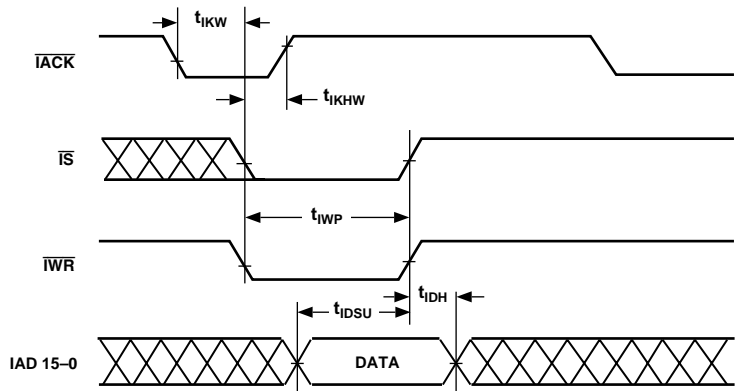 tIKW
IACK
tIKHW
IS
tIWP
IWR
tIDH
tIDSU
IAD 15–0
DATA